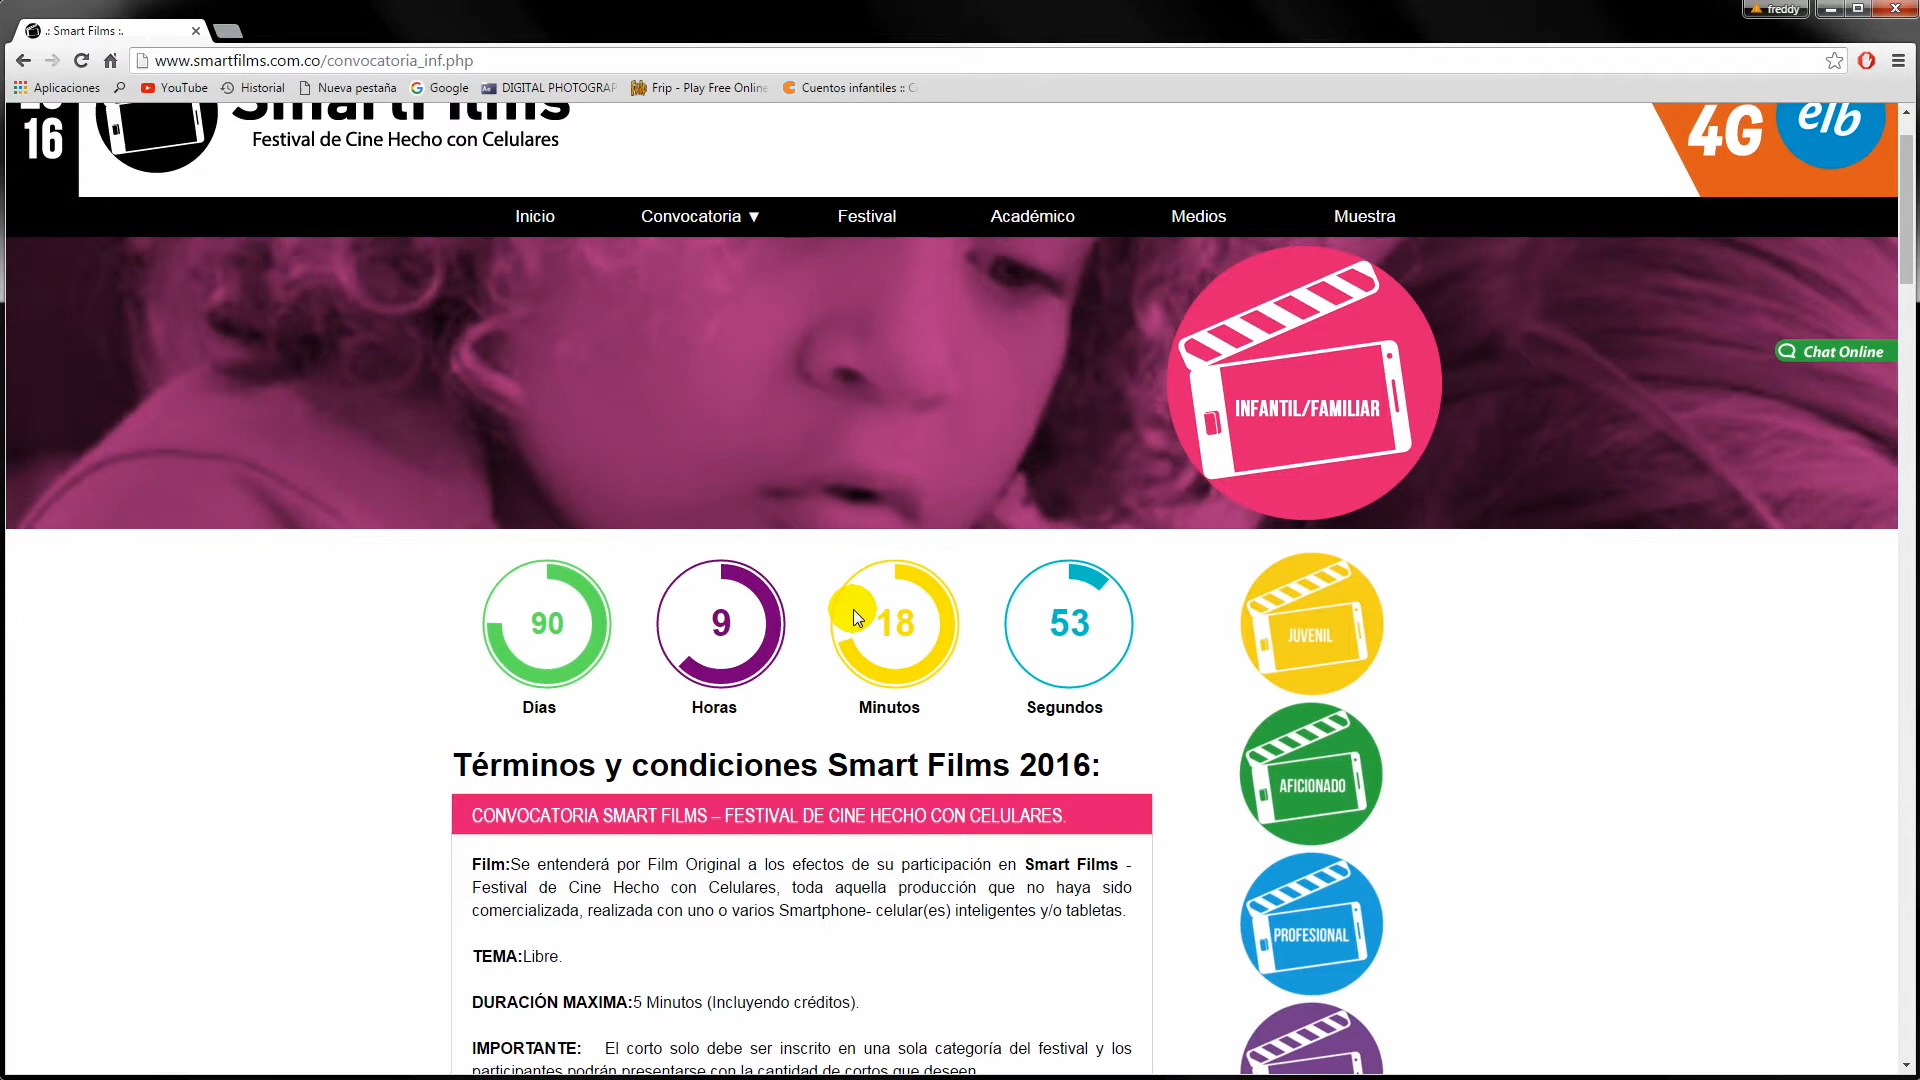 freddy
.: Smart Films :.
www.smartfilms.com.co/convocatoria_inf.php
Aplicaciones
YouTube
Historial
Nueva pestaña
Google
DIGITAL PHOTOGRAP
Frip - Play Free Online
Cuentos infantiles :: C
16
SmartFilms
Festival de Cine Hecho con Celulares
4G
elb
Inicio
Convocatoria ▼
Festival
Académico
Medios
Muestra
INFANTIL/FAMILIAR
Chat Online
90
9
18
53
Días
Horas
Minutos
Segundos
JUVENIL
AFICIONADO
PROFESIONAL
Términos y condiciones Smart Films 2016:
CONVOCATORIA SMART FILMS – FESTIVAL DE CINE HECHO CON CELULARES.
Film:Se entenderá por Film Original a los efectos de su participación en Smart Films -
Festival de Cine Hecho con Celulares, toda aquella producción que no haya sido
comercializada, realizada con uno o varios Smartphone- celular(es) inteligentes y/o tabletas.
TEMA:Libre.
DURACIÓN MAXIMA:5 Minutos (Incluyendo créditos).
IMPORTANTE: El corto solo debe ser inscrito en una sola categoría del festival y los
participantes podrán presentarse con la cantidad de cortos que deseen